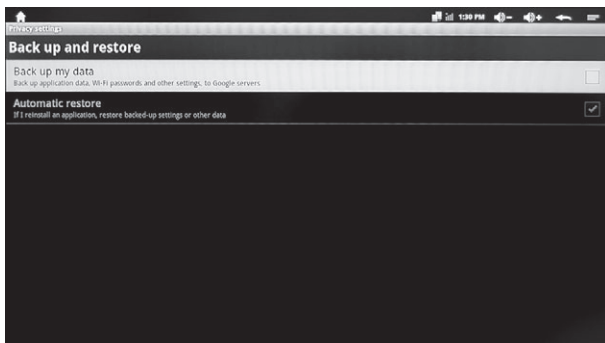 1:30 PM
Privacy settings
Back up and restore
Back up my data
Back up application data, Wi-Fi passwords and other settings, to Google servers
Automatic restore
If I reinstall an application, restore backed-up settings or other data